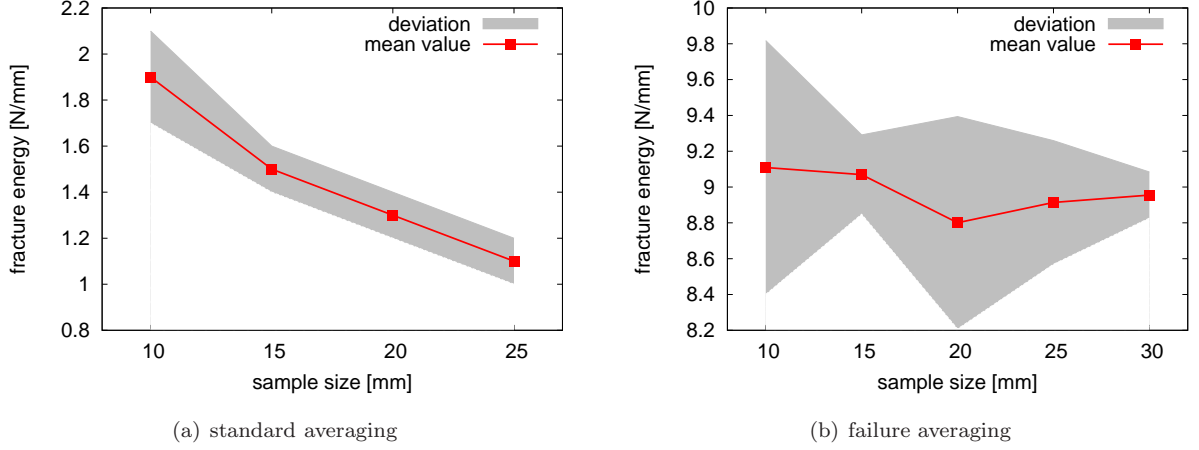 2.2
2
1.8
1.6
1.4
1.2
1
0.8
10
15
20
25
fracture energy [N/mm]
sample size [mm]
deviation
mean value
(a) standard averaging
10
9.8
9.6
9.4
9.2
9
8.8
8.6
8.4
8.2
10
15
20
25
30
fracture energy [N/mm]
sample size [mm]
deviation
mean value
(b) failure averaging